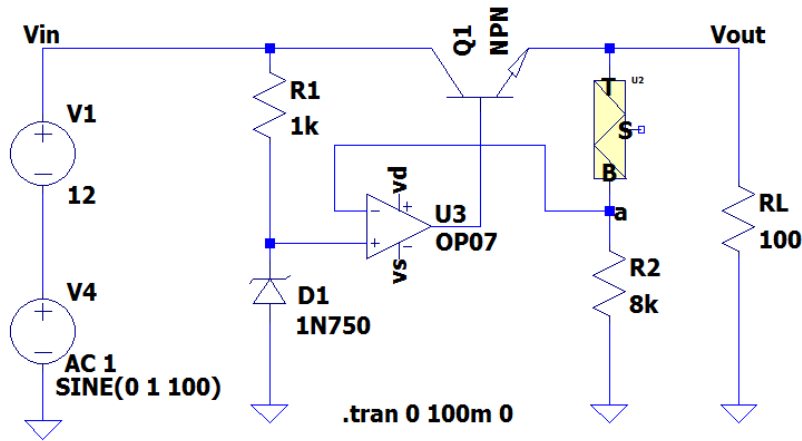 Vin
Q1
NPN
Vout
R1
1k
T
U2
S
B
a
V1
12
vd
+
−
+
−
U3
OP07
vs
+
−
RL
100
R2
8k
D1
1N750
V4
+
−
AC 1
SINE(0 1 100)
.tran 0 100m 0